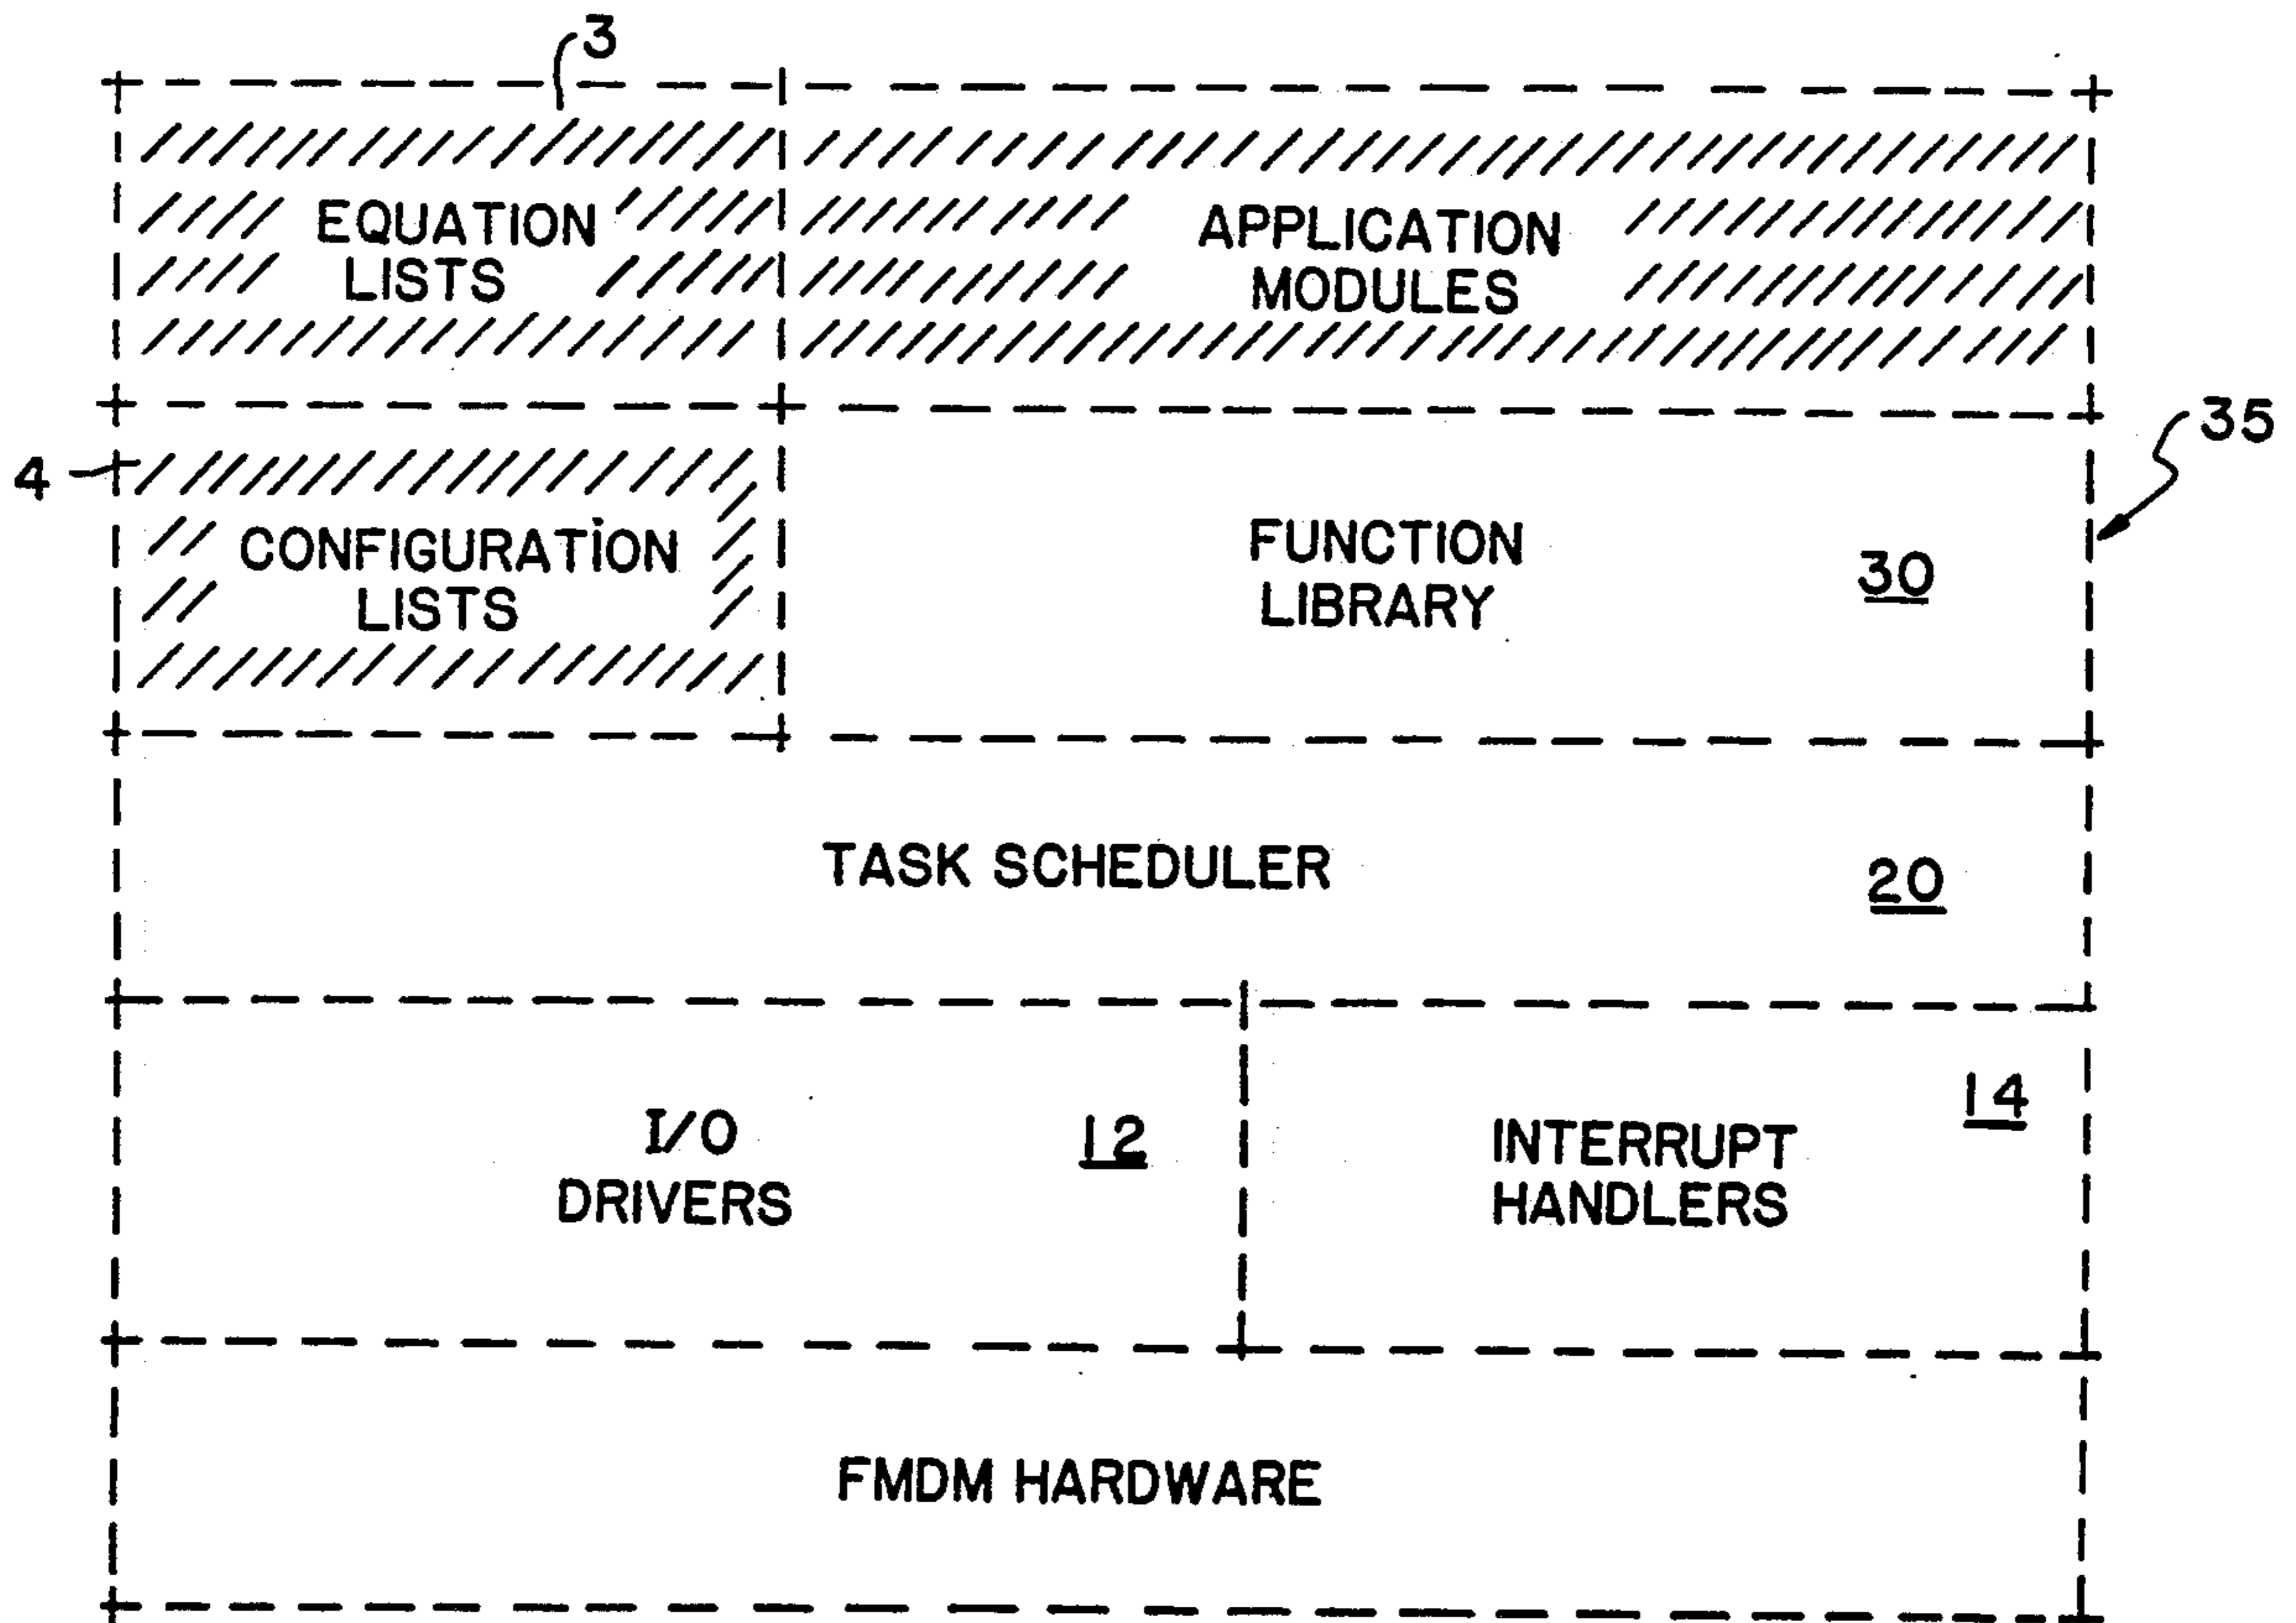 3
EQUATION
LISTS
APPLICATION
MODULES
35
4
CONFIGURATION
LISTS
FUNCTION
LIBRARY
30
TASK SCHEDULER
20
I/O
DRIVERS
12
INTERRUPT
HANDLERS
14
FMDM HARDWARE